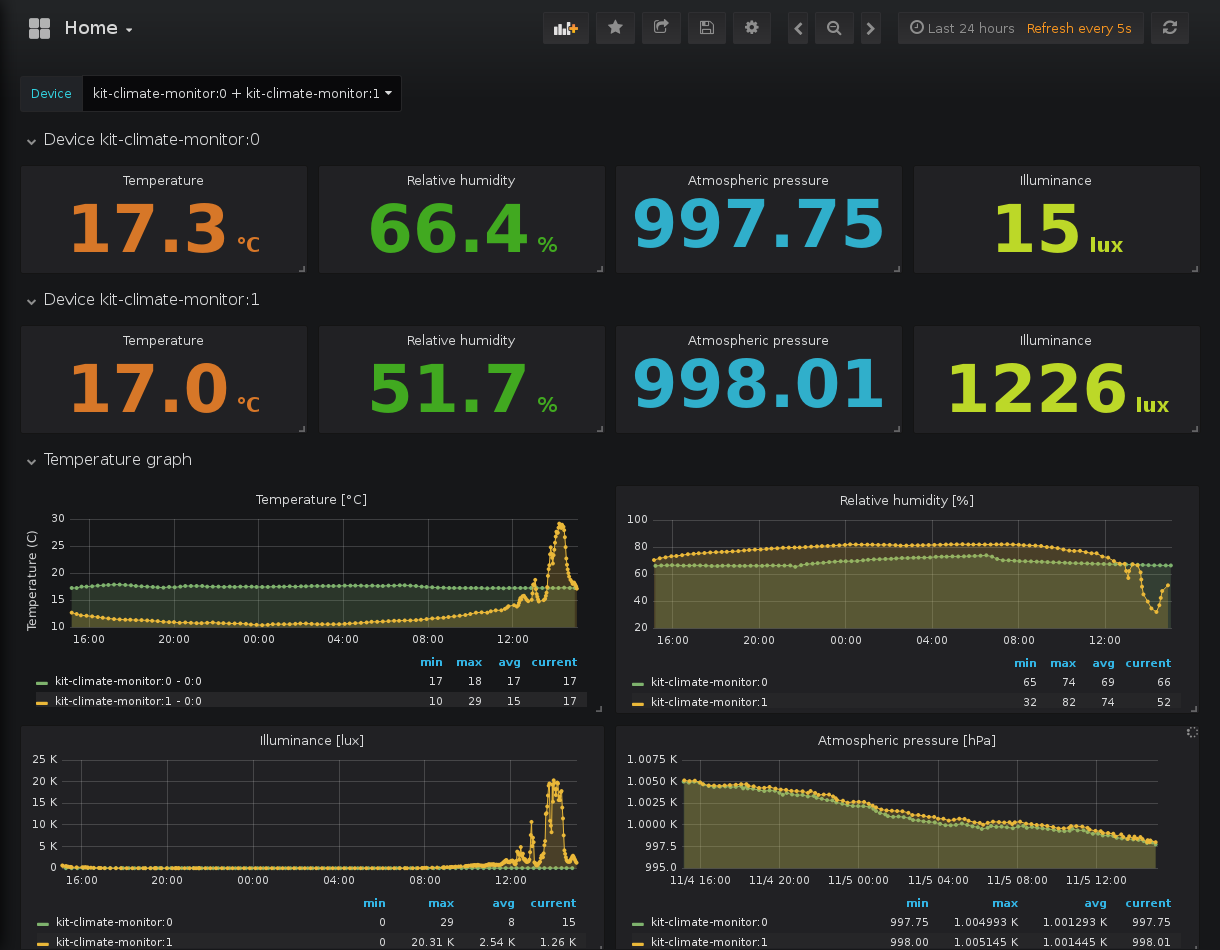 Home
Last 24 hours Refresh every 5s
Device kit-climate-monitor:0 + kit-climate-monitor:1
Device kit-climate-monitor:0
Temperature Relative humidity Atmospheric pressure Illuminance
17.3 °C 66.4 % 997.75 15 lux
Device kit-climate-monitor:1
Temperature Relative humidity Atmospheric pressure Illuminance
17.0 °C 51.7 % 998.01 1226 lux
Temperature graph
Temperature [°C]
Temperature (C)
30
25
20
15
10
16:00 20:00 00:00 04:00 08:00 12:00
min max avg current
kit-climate-monitor:0 - 0:0 17 18 17 17
kit-climate-monitor:1 - 0:0 10 29 15 17
Relative humidity [%]
100
80
60
40
20
16:00 20:00 00:00 04:00 08:00 12:00
min max avg current
kit-climate-monitor:0 65 74 69 66
kit-climate-monitor:1 32 82 74 52
Illuminance [lux]
25 K
20 K
15 K
10 K
5 K
0
16:00 20:00 00:00 04:00 08:00 12:00
min max avg current
kit-climate-monitor:0 0 29 8 15
kit-climate-monitor:1 0 20.31 K 2.54 K 1.26 K
Atmospheric pressure [hPa]
1.0075 K
1.0050 K
1.0025 K
1.0000 K
997.5
995.0
11/4 16:00 11/4 20:00 11/5 00:00 11/5 04:00 11/5 08:00 11/5 12:00
min max avg current
kit-climate-monitor:0 997.75 1.004993 K 1.001293 K 997.75
kit-climate-monitor:1 998.00 1.005145 K 1.001445 K 998.01